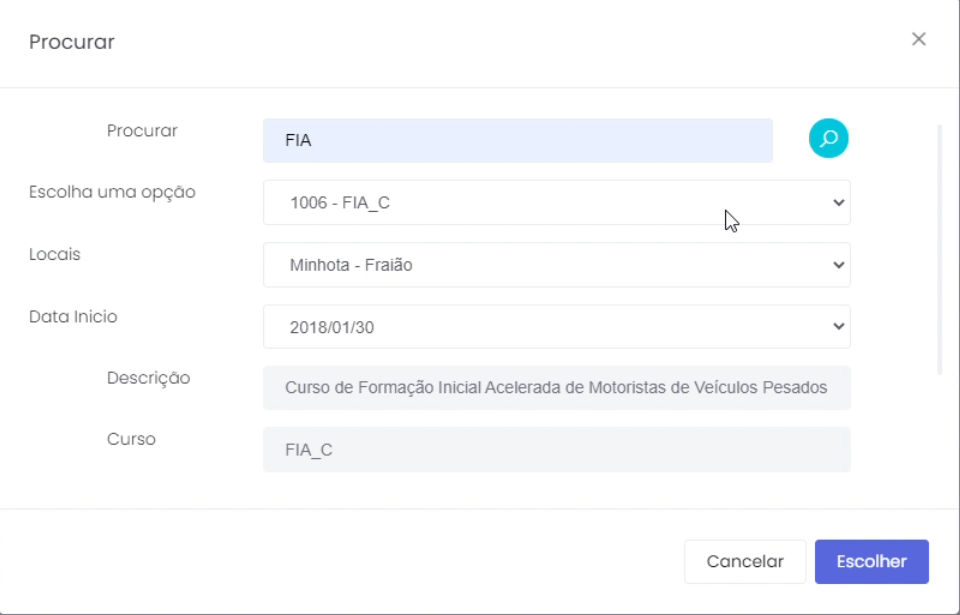 Procurar
Procurar FIA
Escolha uma opção 1006 - FIA_C
Locais Minhota - Fraião
Data Inicio 2018/01/30
Descrição Curso de Formação Inicial Acelerada de Motoristas de Veículos Pesados
Curso FIA_C
Cancelar Escolher